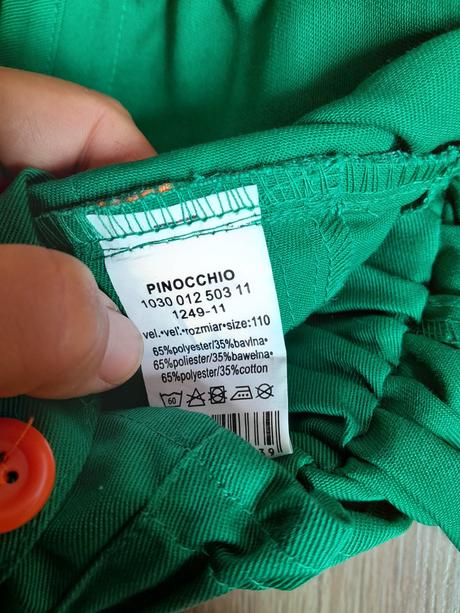 PINOCCHIO
1030 012 503 11
1249-11
vel.•veľ.•rozmiar•size:110
65%polyester/35%bavlna•
65%poliester/35%bawełna•
65%polyester/35%cotton
60